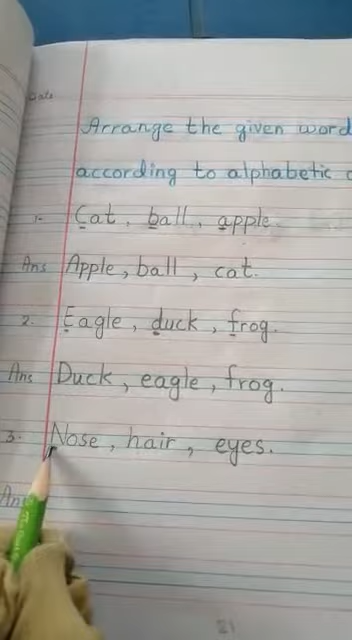 Date
Arrange the given word
according to alphabetic
1. Cat, ball, apple.
Ans Apple, ball, cat.
2. Eagle, duck, frog.
Ans Duck, eagle, frog.
3. Nose, hair, eyes.
Ans